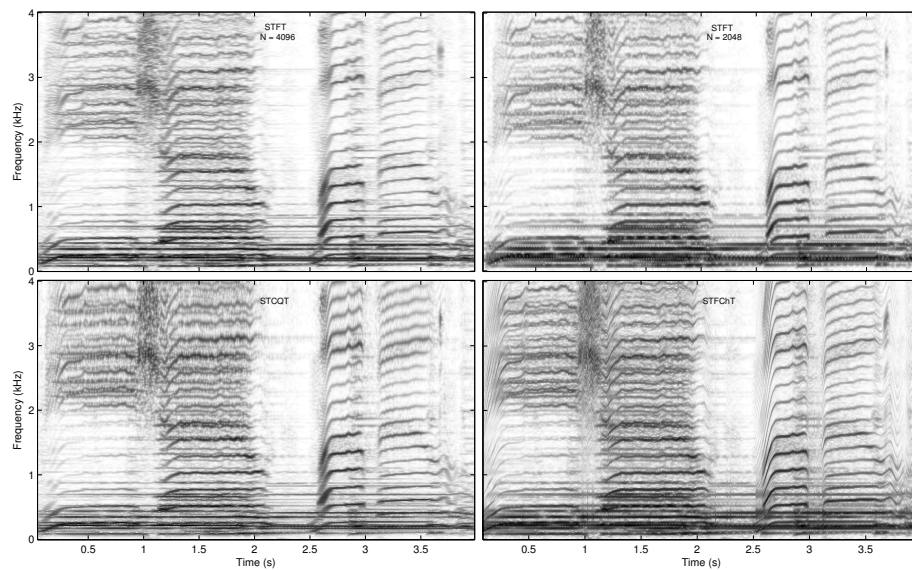 4
STFT
N = 4096
STFT
N = 2048
3
Frequency (kHz)
2
1
0
4
STCQT
STFChT
3
Frequency (kHz)
2
1
0
0.5 1 1.5 2 2.5 3 3.5
0.5 1 1.5 2 2.5 3 3.5
Time (s)
Time (s)